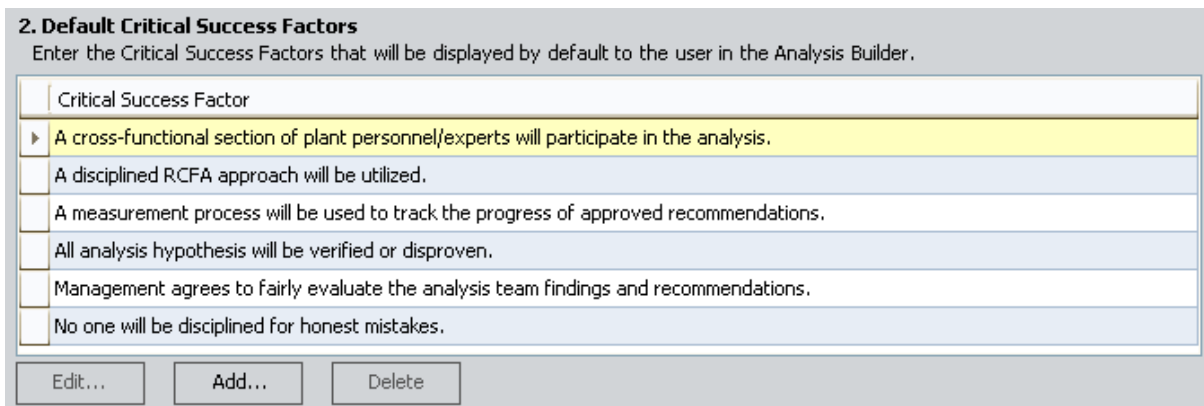 2. Default Critical Success Factors
Enter the Critical Success Factors that will be displayed by default to the user in the Analysis Builder.
Critical Success Factor
A cross-functional section of plant personnel/experts will participate in the analysis.
A disciplined RCFA approach will be utilized.
A measurement process will be used to track the progress of approved recommendations.
All analysis hypothesis will be verified or disproven.
Management agrees to fairly evaluate the analysis team findings and recommendations.
No one will be disciplined for honest mistakes.
Edit... Add... Delete